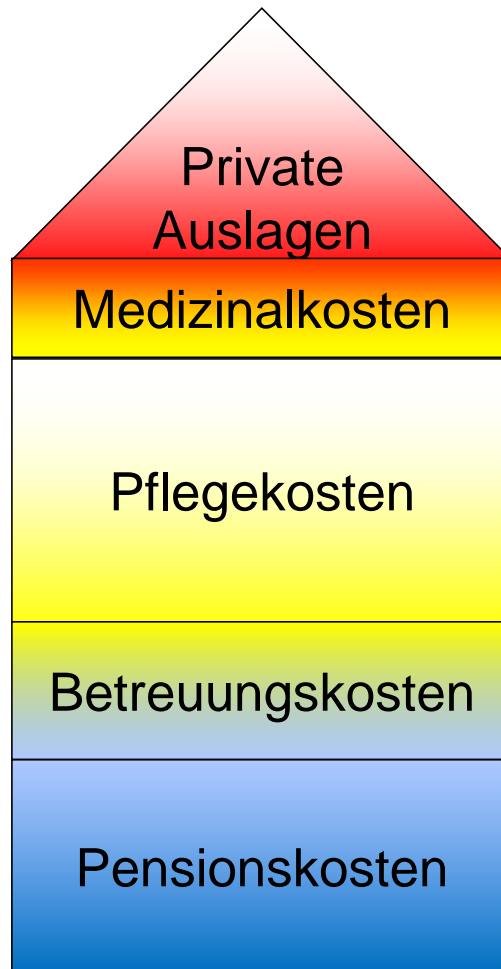 Private
Auslagen
Medizinalkosten
Pflegekosten
Betreuungskosten
Pensionskosten